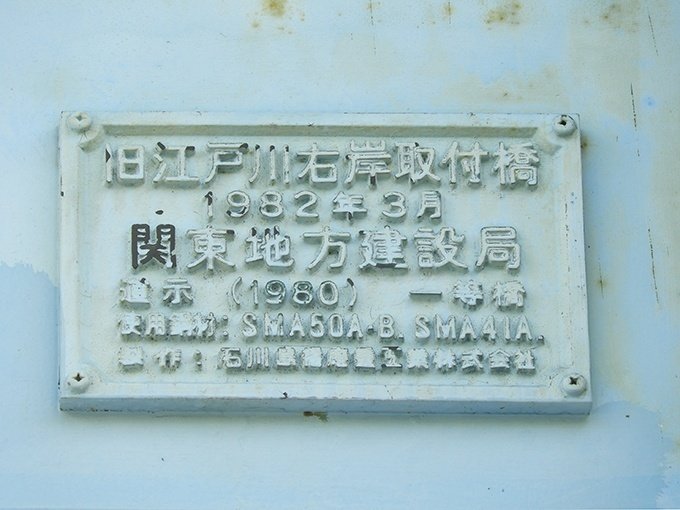 旧江戸川右岸取付橋
1982年3月
関東地方建設局
道示 (1980) 一等橋
使用鋼材: SMA50A-B, SMA41A,
製作: 石川島播磨重工業株式会社